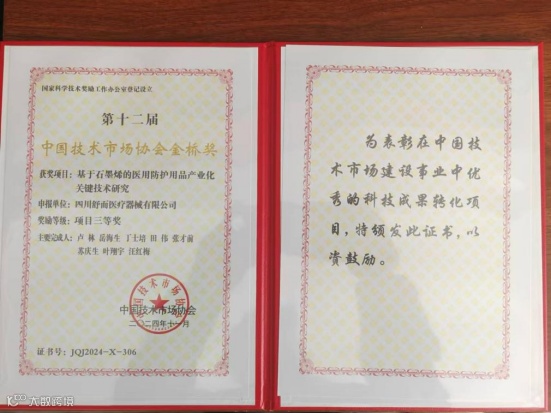 国家科学技术奖励工作办公室登记设立
第十二届
中国技术市场协会金桥奖
获奖项目：基于石墨烯的医用防护用品产业化
关键技术研究
申报单位：四川舒面医疗器械有限公司
奖励等级：项目三等奖
主要完成人：卢 林 岳海生 丁士培 田 伟 张才前
苏庆生 叶翔宇 汪红梅
中国技术市场协会
二〇二四年十一月
证书号：JQJ2024-X-306
为表彰在中国技
术市场建设事业中优
秀的科技成果转化项
目，特颁发此证书，以
资鼓励。
大数跨境